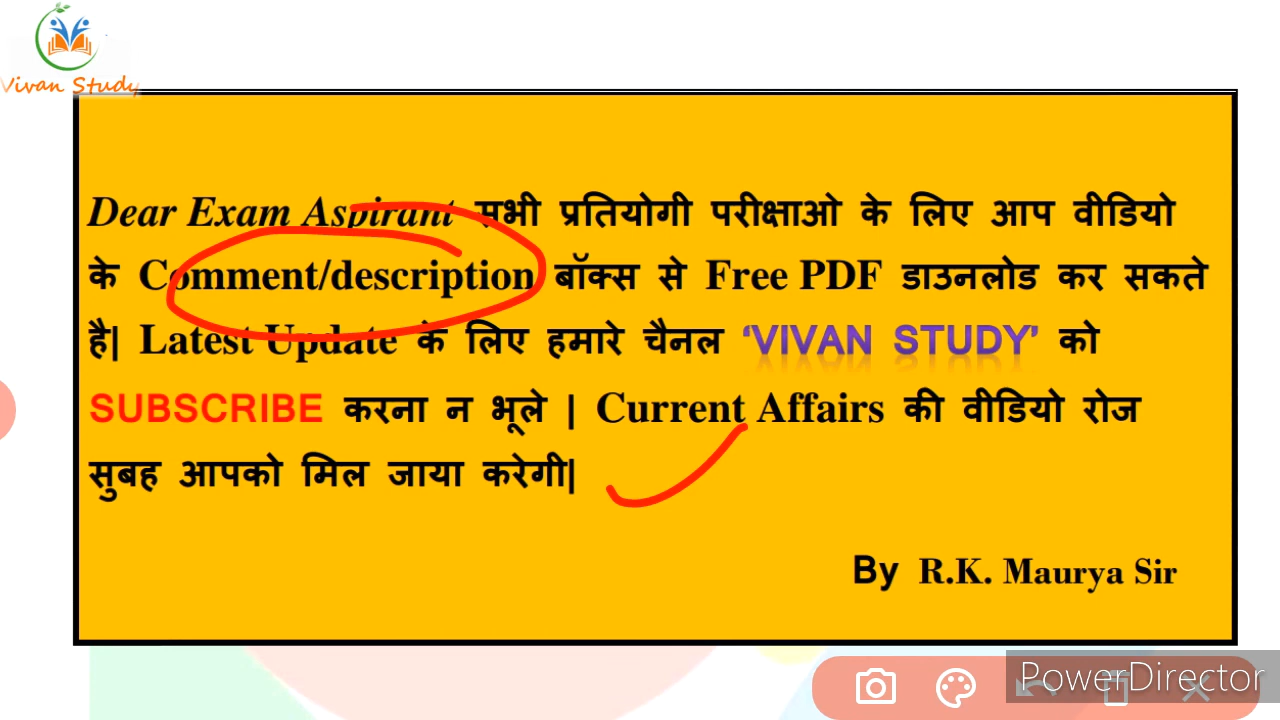 Vivan Study
Dear Exam Aspirant सभी प्रतियोगी परीक्षाओ के लिए आप वीडियो
के Comment/description बॉक्स से Free PDF डाउनलोड कर सकते
है| Latest Update के लिए हमारे चैनल ‘VIVAN STUDY’ को
SUBSCRIBE करना न भूले | Current Affairs की वीडियो रोज
सुबह आपको मिल जाया करेगी|
By R.K. Maurya Sir
PowerDirector